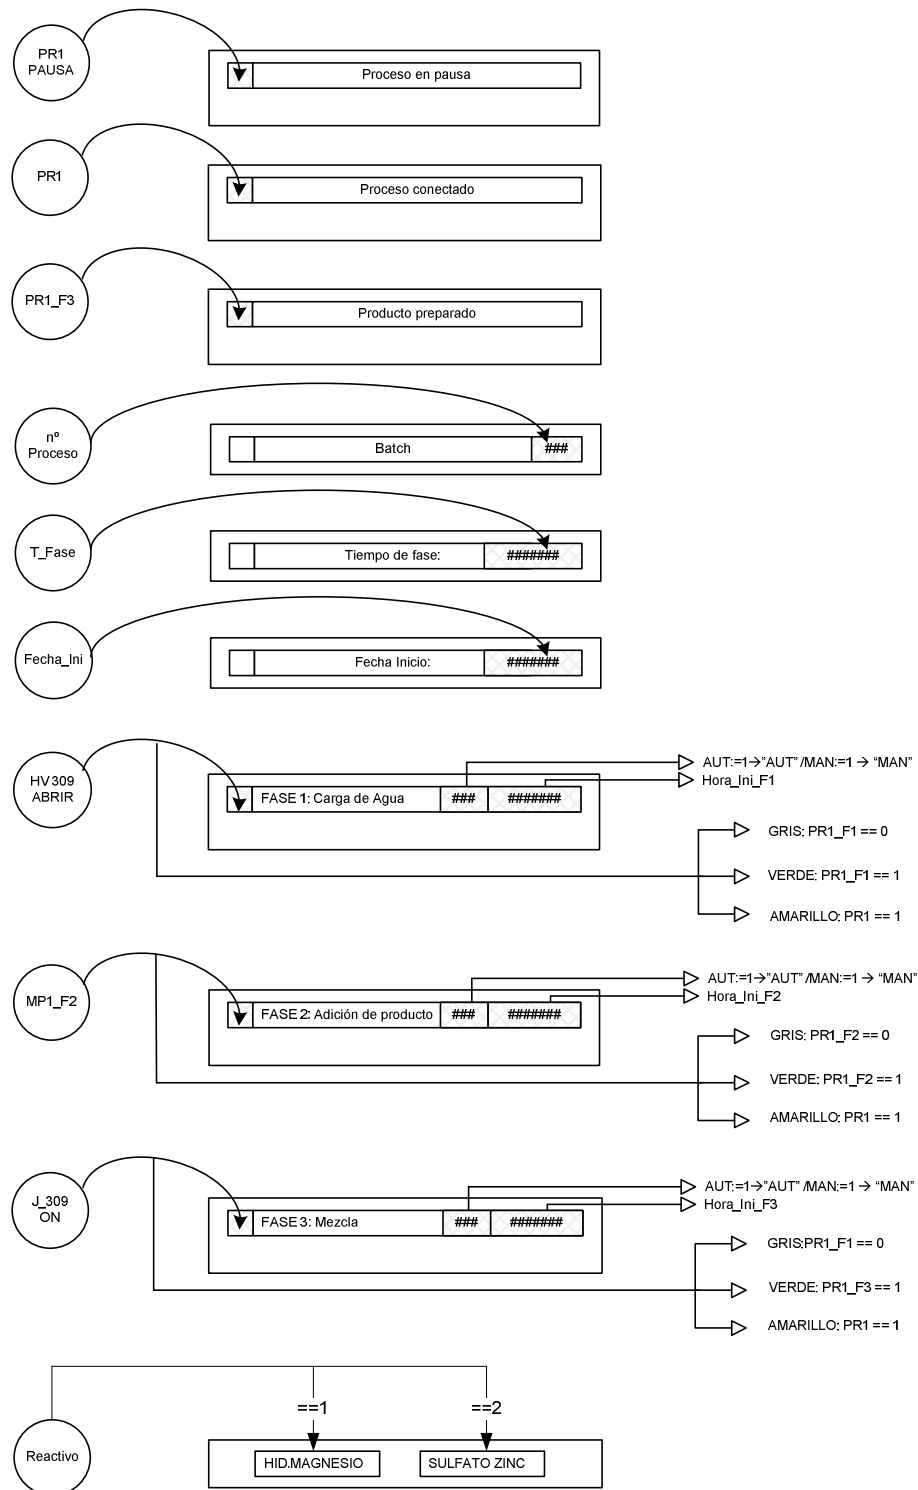 PR1
PAUSA
Proceso en pausa
PR1
Proceso conectado
PR1_F3
Producto preparado
nº
Proceso
Batch
###
T_Fase
Tiempo de fase:
#######
Fecha_Ini
Fecha Inicio:
#######
HV309
ABRIR
FASE 1: Carga de Agua
###
#######
AUT:=1→"AUT" /MAN:=1 → “MAN”
Hora_Ini_F1
GRIS: PR1_F1 == 0
VERDE: PR1_F1 == 1
AMARILLO: PR1 == 1
MP1_F2
FASE 2: Adición de producto
###
#######
AUT:=1→"AUT" /MAN:=1 → “MAN”
Hora_Ini_F2
GRIS: PR1_F2 == 0
VERDE: PR1_F2 == 1
AMARILLO: PR1 == 1
J_309
ON
FASE 3: Mezcla
###
#######
AUT:=1→"AUT" /MAN:=1 → “MAN”
Hora_Ini_F3
GRIS:PR1_F1 == 0
VERDE: PR1_F3 == 1
AMARILLO: PR1 == 1
==1
==2
Reactivo
HID.MAGNESIO
SULFATO ZINC